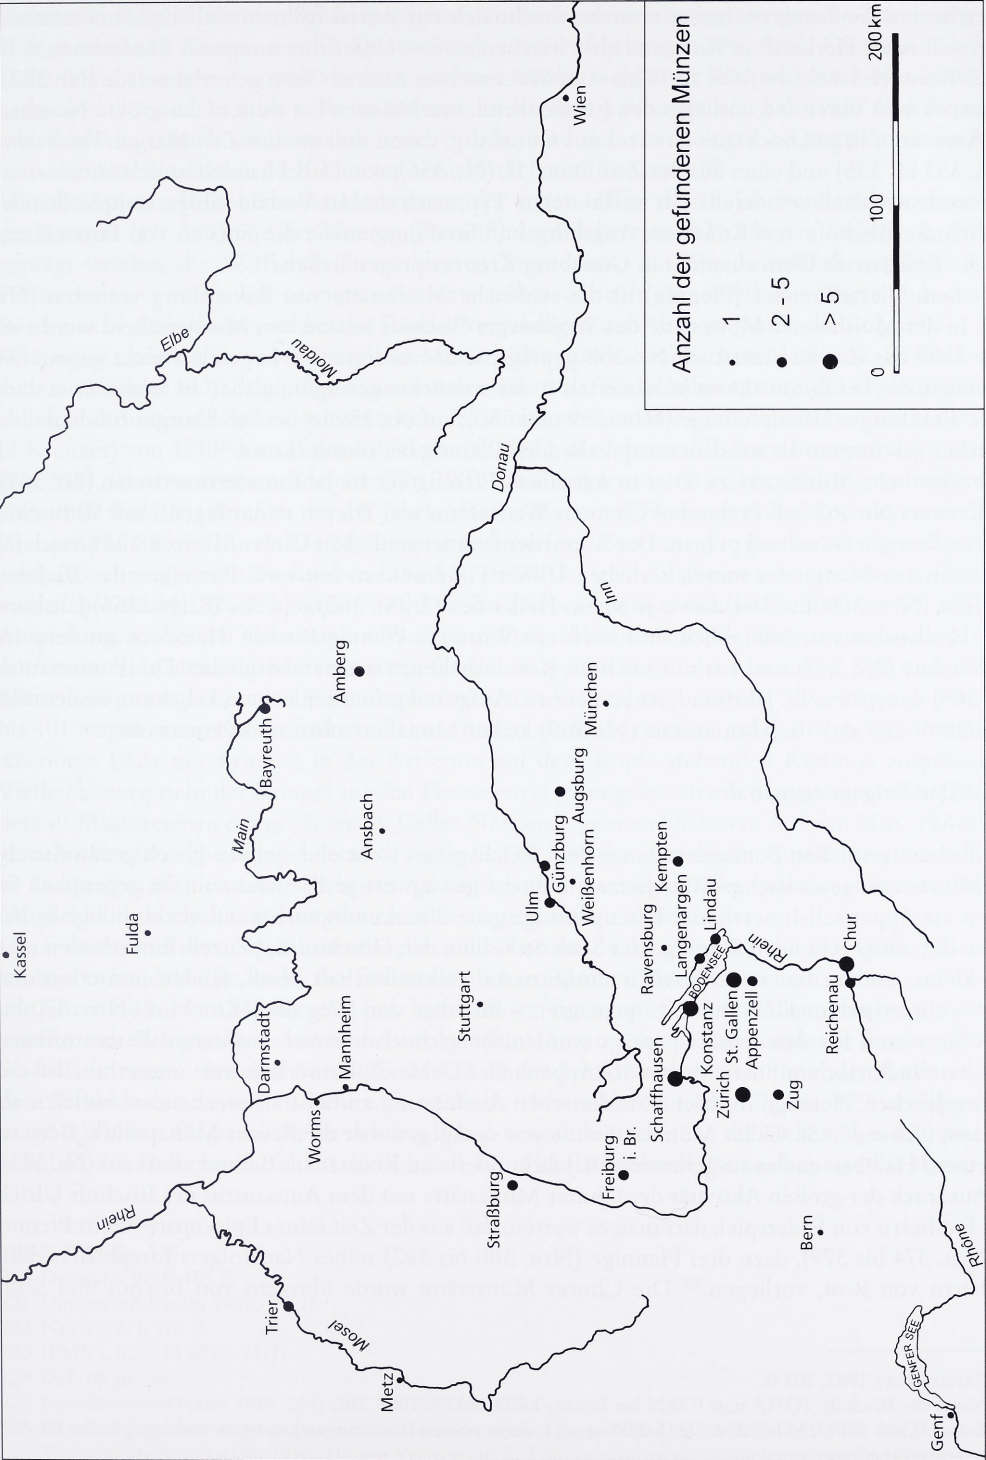 Kassel
Fulda
Elbe
Moldau
Main
Bayreuth
Amberg
Ansbach
Rhein
Darmstadt
Mannheim
Worms
Trier
Mosel
Metz
Stuttgart
Straßburg
Donau
Inn
Wien
Ulm
Günzburg
Augsburg
Weißenhorn
München
Freiburg
i. Br.
Schaffhausen
Ravensburg
Kempten
Langenargen
Lindau
BODENSEE
Konstanz
St. Gallen
Appenzell
Zürich
Zug
Rhein
Reichenau
Chur
Bern
Rhône
GENFER SEE
Genf
Anzahl der gefundenen Münzen
1
2 - 5
> 5
0 100 200 km